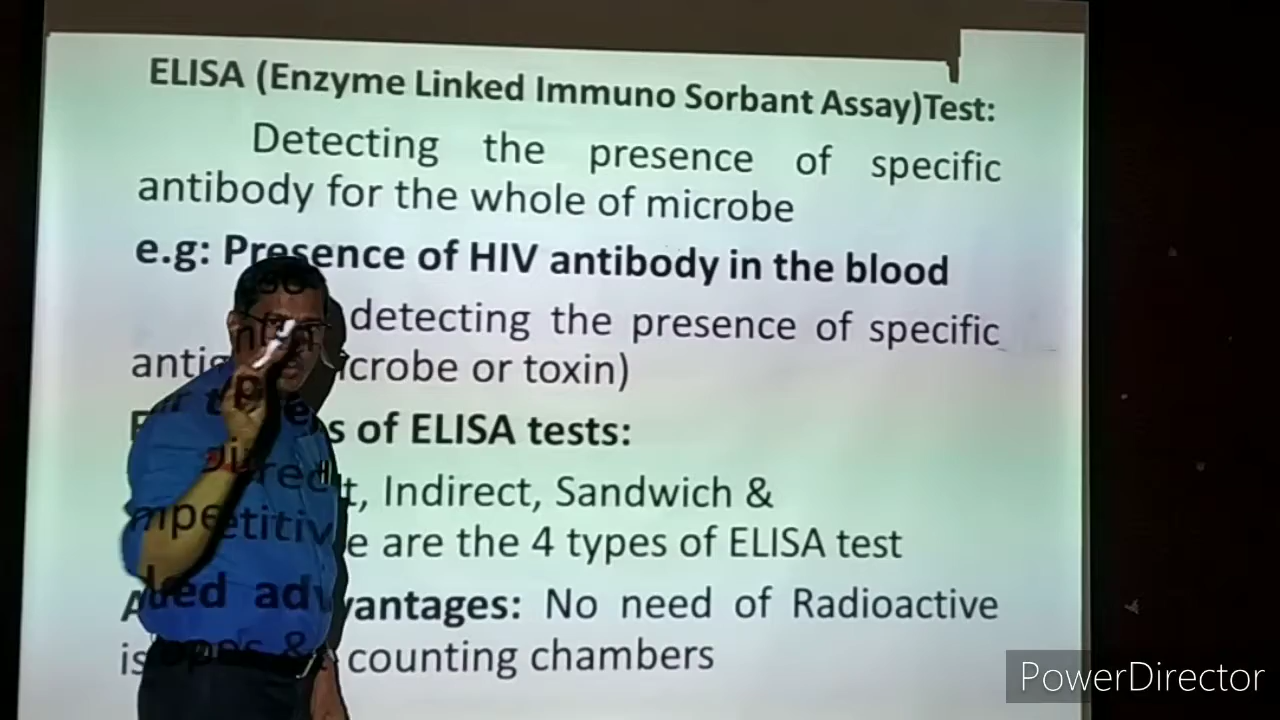 ELISA (Enzyme Linked Immuno Sorbant Assay)Test:
Detecting the presence of specific
antibody for the whole of microbe
e.g: Presence of HIV antibody in the blood
detecting the presence of specific
or toxin)
of ELISA tests:
Indirect, Sandwich &
are the 4 types of ELISA test
advantages: No need of Radioactive
& counting chambers
PowerDirector